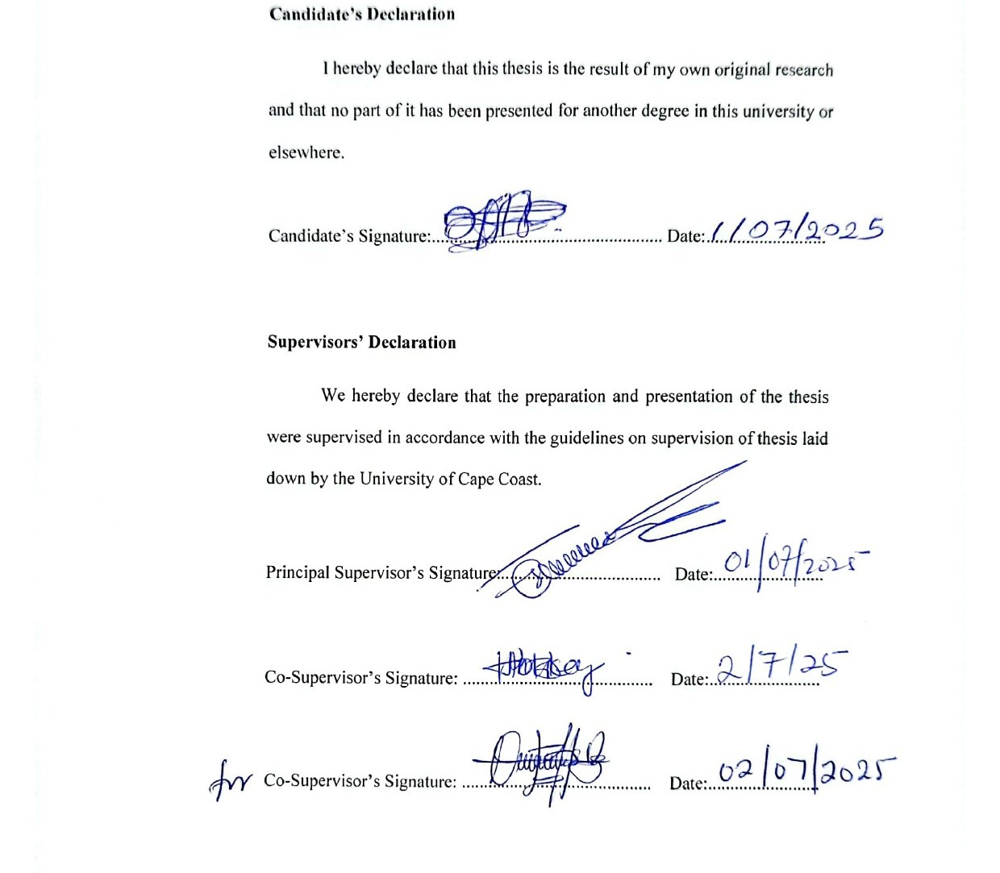 Candidate's Declaration
I hereby declare that this thesis is the result of my own original research
and that no part of it has been presented for another degree in this university or
elsewhere.
Candidate's Signature:........................ Date: 1/07/2025
Supervisors' Declaration
We hereby declare that the preparation and presentation of the thesis
were supervised in accordance with the guidelines on supervision of thesis laid
down by the University of Cape Coast.
Principal Supervisor's Signature:........................ Date: 01/07/2025
Co-Supervisor's Signature: ........................ Date: 2/7/25
for Co-Supervisor's Signature: ........................ Date: 02/07/2025